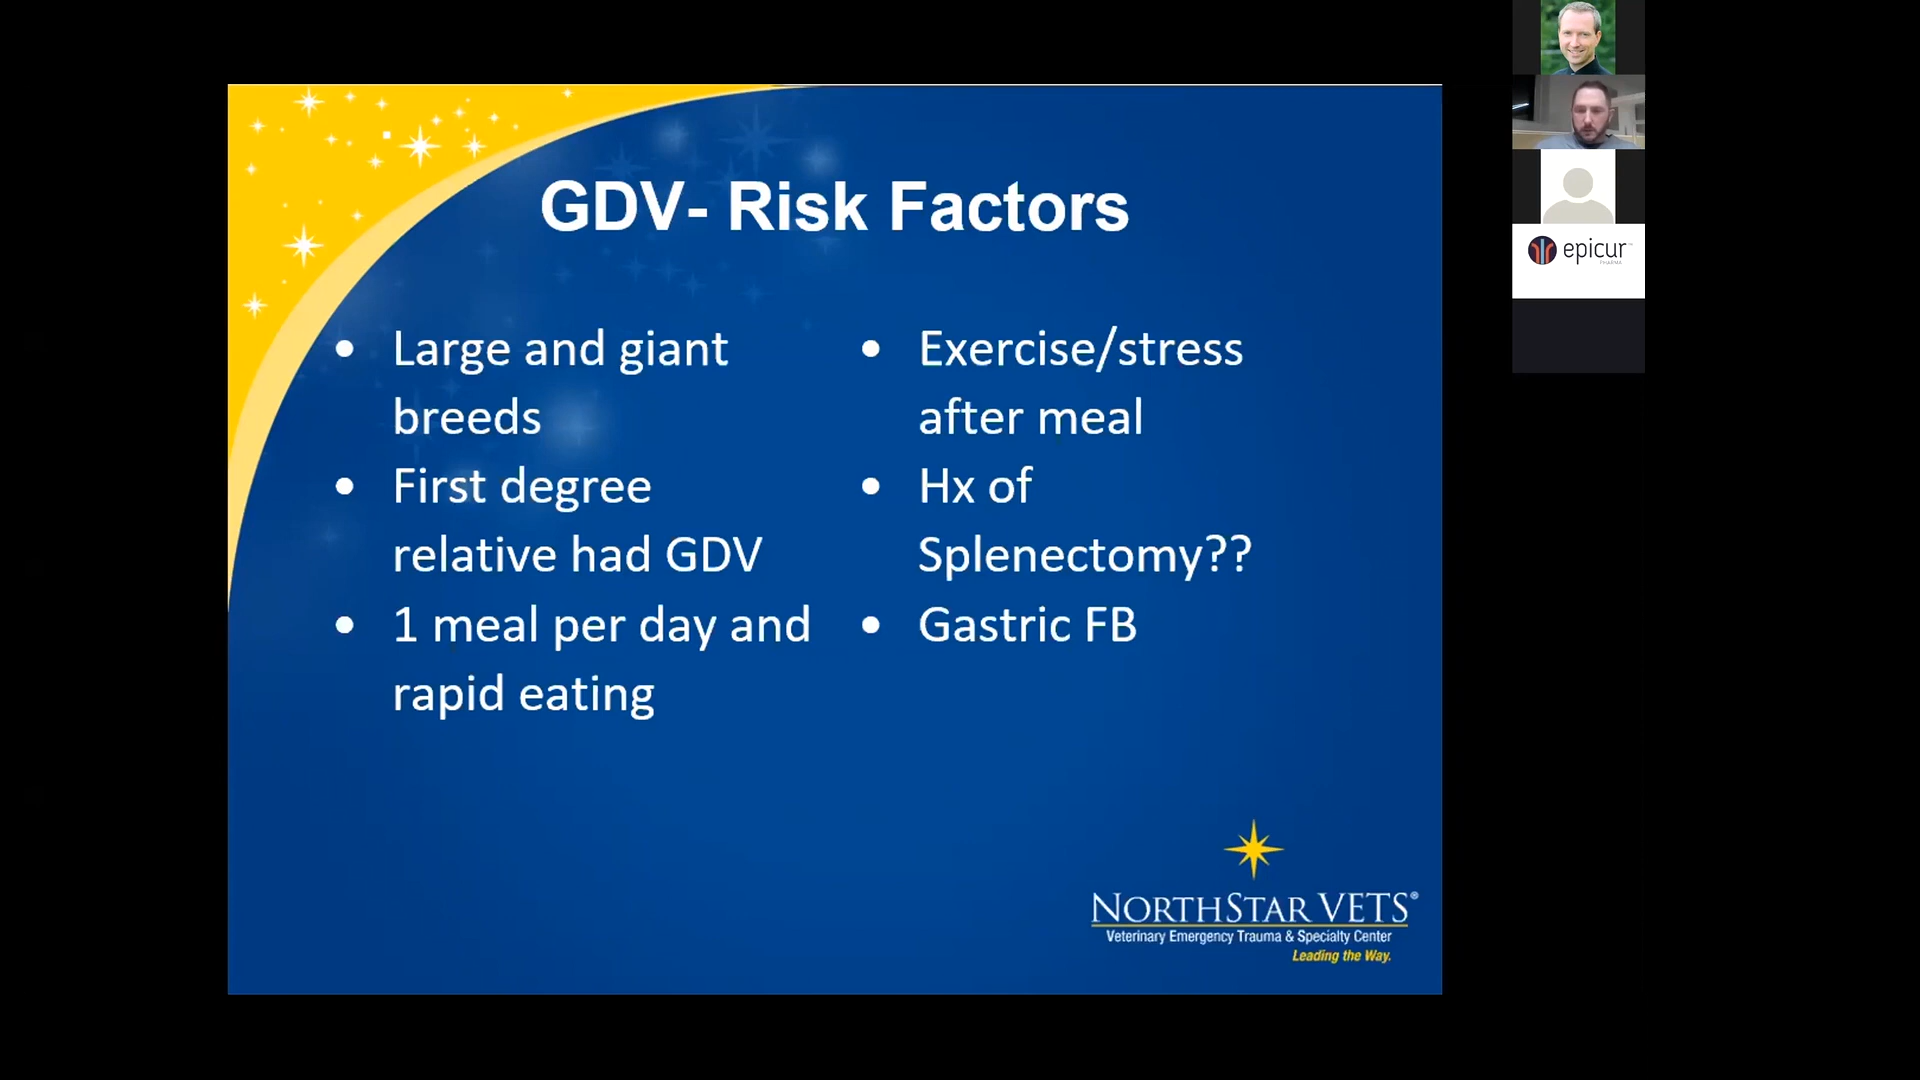 GDV- Risk Factors
• Large and giant
breeds
• First degree
relative had GDV
• 1 meal per day and
rapid eating
• Exercise/stress
after meal
• Hx of
Splenectomy??
• Gastric FB
NORTHSTAR VETS®
Veterinary Emergency Trauma & Specialty Center
Leading the Way.
epicur